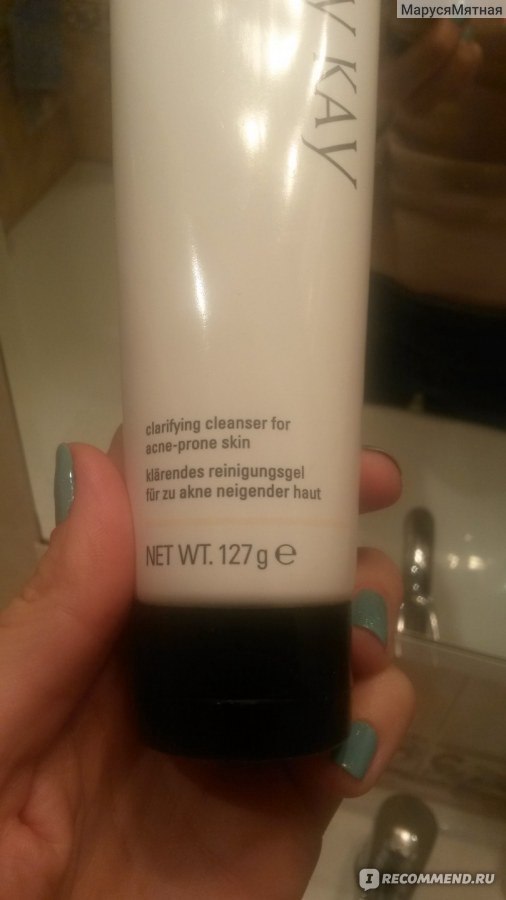 МарусяМятная
Y KAY
clarifying cleanser for
acne-prone skin
klärendes reinigungsgel
für zu akne neigender haut
NET WT. 127 g ℮
IRECOMMEND.RU